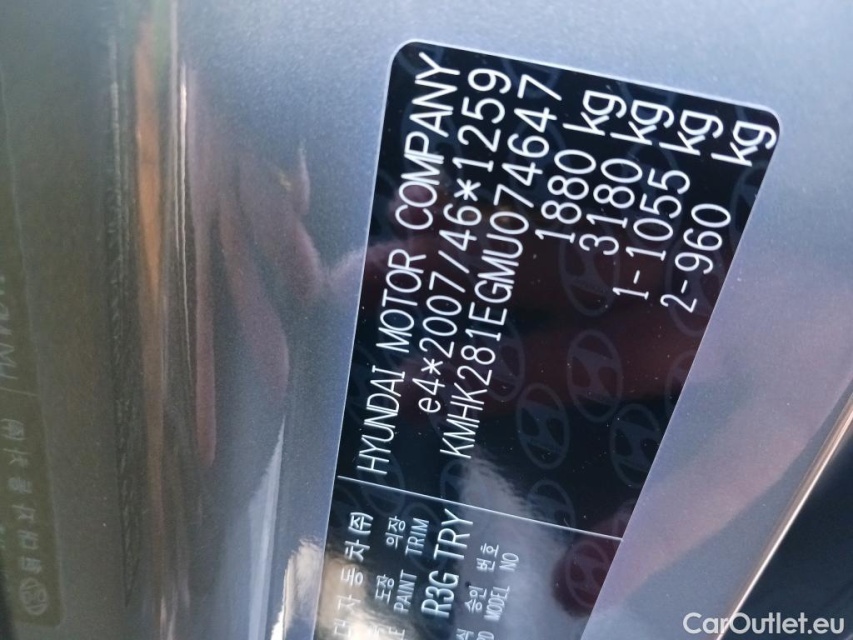 HYUNDAI MOTOR COMPANY
e4*2007/46*1259
KMHK281EGMU074647
1880 kg
3180 kg
1-1055 kg
2-960 kg
자동차(주)
도장 의장
PAINT TRIM
R3G TRY
승인 번호
MODEL NO
CarOutlet.eu